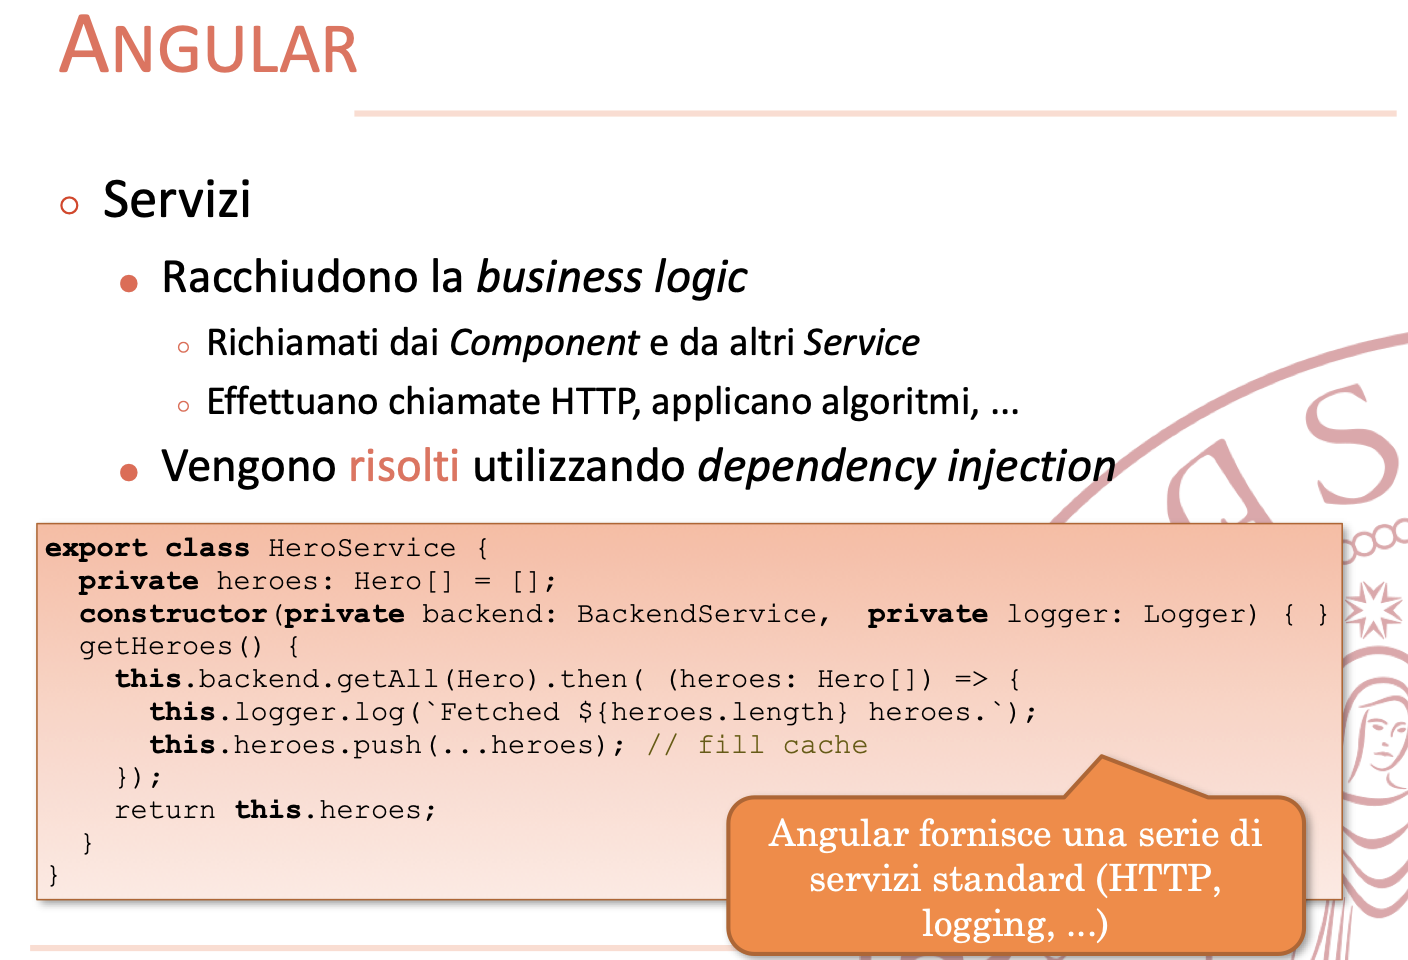 ANGULAR
Servizi
Racchiudono la business logic
Richiamati dai Component e da altri Service
Effettuano chiamate HTTP, applicano algoritmi, ...
Vengono risolti utilizzando dependency injection
export class HeroService {
  private heroes: Hero[] = [];
  constructor(private backend: BackendService,  private logger: Logger) { }
  getHeroes() {
    this.backend.getAll(Hero).then( (heroes: Hero[]) => {
      this.logger.log(`Fetched ${heroes.length} heroes.`);
      this.heroes.push(...heroes); // fill cache
    });
    return this.heroes;
  }
}
Angular fornisce una serie di
servizi standard (HTTP,
logging, ...)